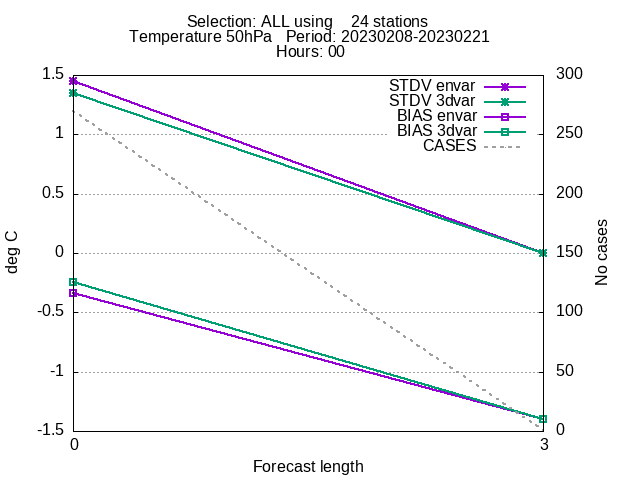 Selection: ALL using    24 stations
Temperature 50hPa   Period: 20230208-20230221
Hours: 00
1.5
1
0.5
0
-0.5
-1
-1.5
deg C
STDV envar
STDV 3dvar
BIAS envar
BIAS 3dvar
CASES
300
250
200
150
100
50
0
No cases
0
3
Forecast length